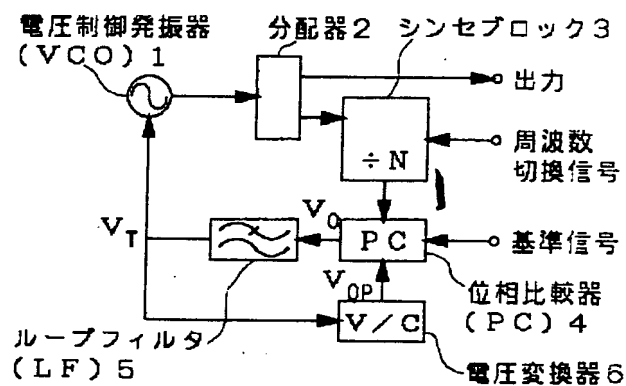 電圧制御発振器
(VCO)1
分配器2
シンセブロック3
出力
÷N
周波数
切換信号
VT
VO
PC
基準信号
VOP
位相比較器
(PC)4
V/C
ループフィルタ
(LF)5
電圧変換器6